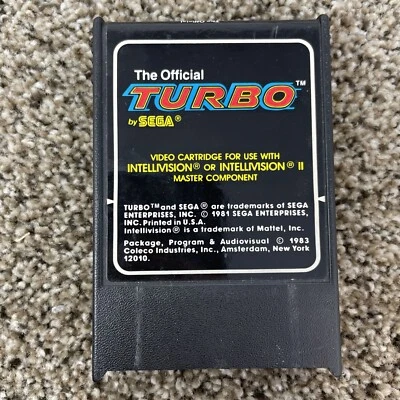 The Official
TURBO™
by SEGA®
VIDEO CARTRIDGE FOR USE WITH
INTELLIVISION® OR INTELLIVISION® II
MASTER COMPONENT
TURBO™ and SEGA® are trademarks of SEGA
ENTERPRISES, INC. © 1981 SEGA ENTERPRISES,
INC. Printed in U.S.A.
Intellivision® is a trademark of Mattel, Inc.
Package, Program & Audiovisual © 1983
Coleco Industries, Inc., Amsterdam, New York
12010.